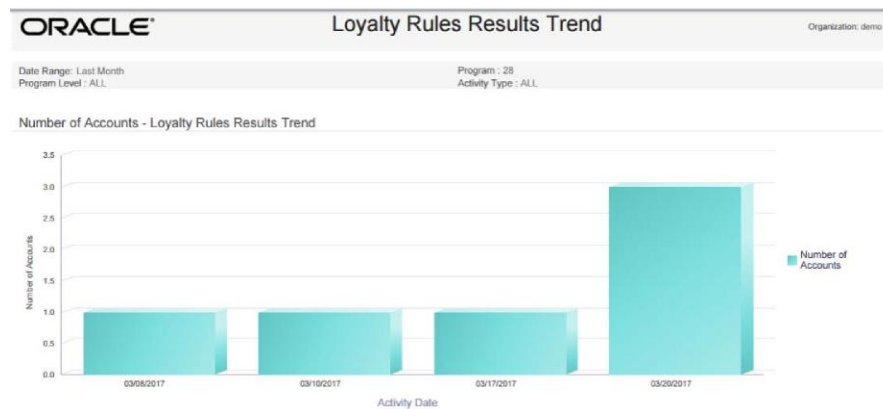 ORACLE®
Loyalty Rules Results Trend
Organization: demo
Date Range: Last Month
Program : 28
Program Level : ALL
Activity Type : ALL
Number of Accounts - Loyalty Rules Results Trend
3.5
3.0
2.5
2.0
1.5
1.0
0.5
0.0
Number of Accounts
03/08/2017
03/10/2017
03/17/2017
03/20/2017
Activity Date
Number of
Accounts